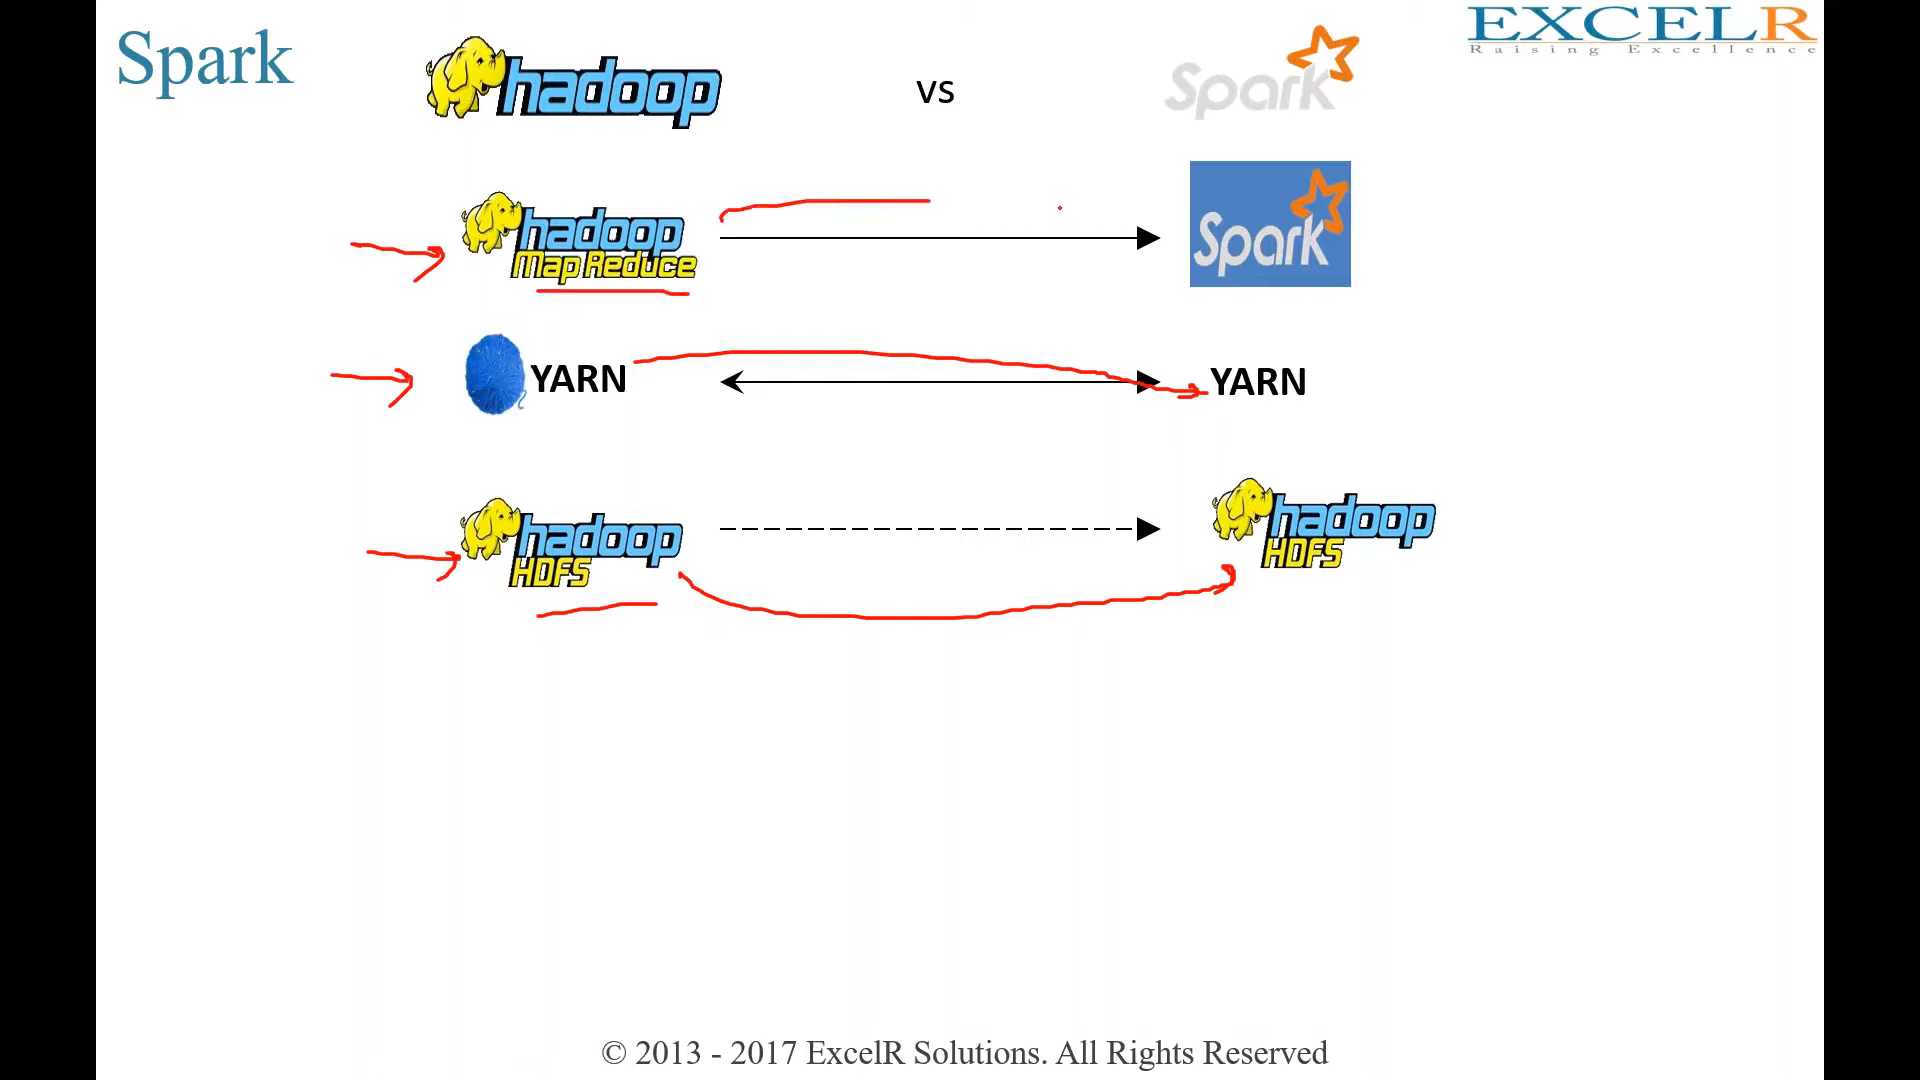 Spark
hadoop
vs
Spark
EXCELR
Raising Excellence
hadoop
Map Reduce
Spark
YARN
YARN
hadoop
HDFS
hadoop
HDFS
© 2013 - 2017 ExcelR Solutions. All Rights Reserved